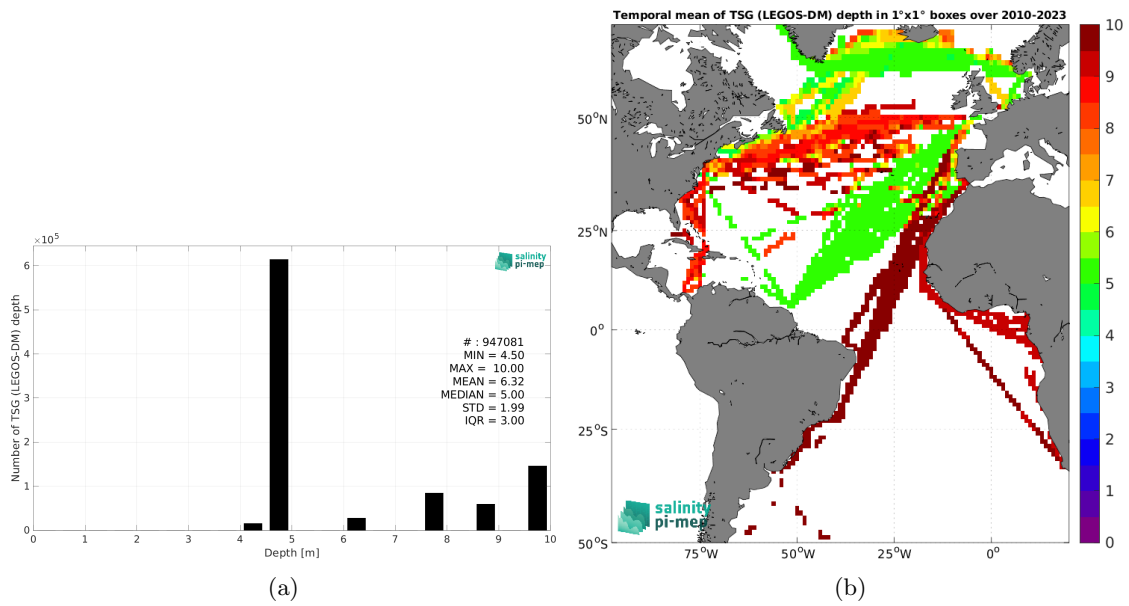 ×10⁵
6
5
4
3
2
1
0
Number of TSG (LEGOS-DM) depth
salinity
pi-mep
# : 947081
MIN = 4.50
MAX = 10.00
MEAN = 6.32
MEDIAN = 5.00
STD = 1.99
IQR = 3.00
0 1 2 3 4 5 6 7 8 9 10
Depth [m]
(a)
Temporal mean of TSG (LEGOS-DM) depth in 1°x1° boxes over 2010-2023
50°N
25°N
0°
25°S
50°S
75°W 50°W 25°W 0°
salinity
pi-mep
10
9
8
7
6
5
4
3
2
1
0
(b)